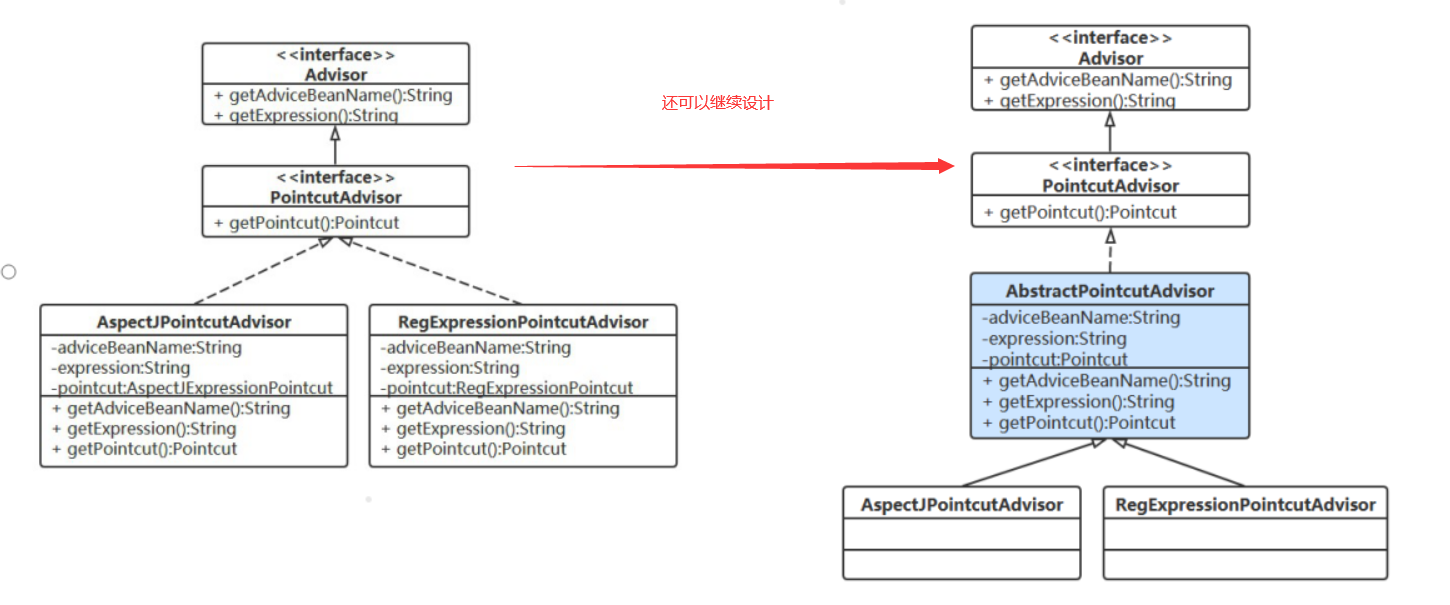 <<interface>>
Advisor
+ getAdviceBeanName():String
+ getExpression():String
<<interface>>
PointcutAdvisor
+ getPointcut():Pointcut
AspectJPointcutAdvisor
-adviceBeanName:String
-expression:String
-pointcut:AspectJExpressionPointcut
+ getAdviceBeanName():String
+ getExpression():String
+ getPointcut():Pointcut
RegExpressionPointcutAdvisor
-adviceBeanName:String
-expression:String
-pointcut:RegExpressionPointcut
+ getAdviceBeanName():String
+ getExpression():String
+ getPointcut():Pointcut
还可以继续设计
<<interface>>
Advisor
+ getAdviceBeanName():String
+ getExpression():String
<<interface>>
PointcutAdvisor
+ getPointcut():Pointcut
AbstractPointcutAdvisor
-adviceBeanName:String
-expression:String
-pointcut:Pointcut
+ getAdviceBeanName():String
+ getExpression():String
+ getPointcut():Pointcut
AspectJPointcutAdvisor
RegExpressionPointcutAdvisor